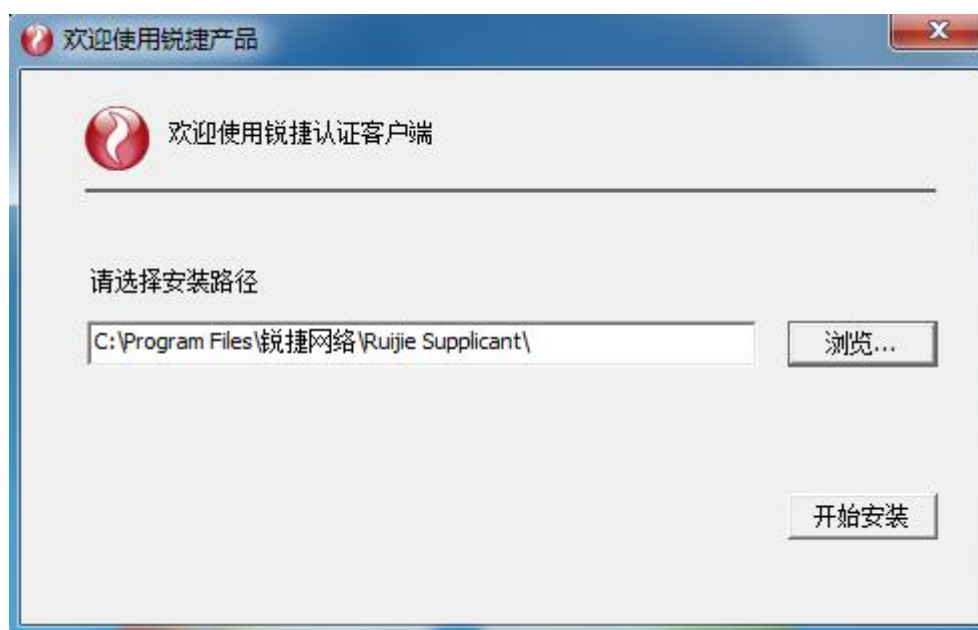 欢迎使用锐捷产品
欢迎使用锐捷认证客户端
请选择安装路径
C:\Program Files\锐捷网络\Ruijie Supplicant\
浏览...
开始安装